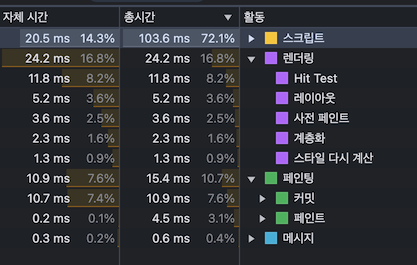 자체 시간 총시간 활동
20.5 ms 14.3% 103.6 ms 72.1% 스크립트
24.2 ms 16.8% 24.2 ms 16.8% 렌더링
11.8 ms 8.2% 11.8 ms 8.2% Hit Test
5.2 ms 3.6% 5.2 ms 3.6% 레이아웃
3.6 ms 2.5% 3.6 ms 2.5% 사전 페인트
2.3 ms 1.6% 2.3 ms 1.6% 계층화
1.3 ms 0.9% 1.3 ms 0.9% 스타일 다시 계산
10.9 ms 7.6% 15.4 ms 10.7% 페인팅
10.7 ms 7.4% 10.9 ms 7.6% 커밋
0.2 ms 0.1% 4.5 ms 3.1% 페인트
0.3 ms 0.2% 0.6 ms 0.4% 메시지